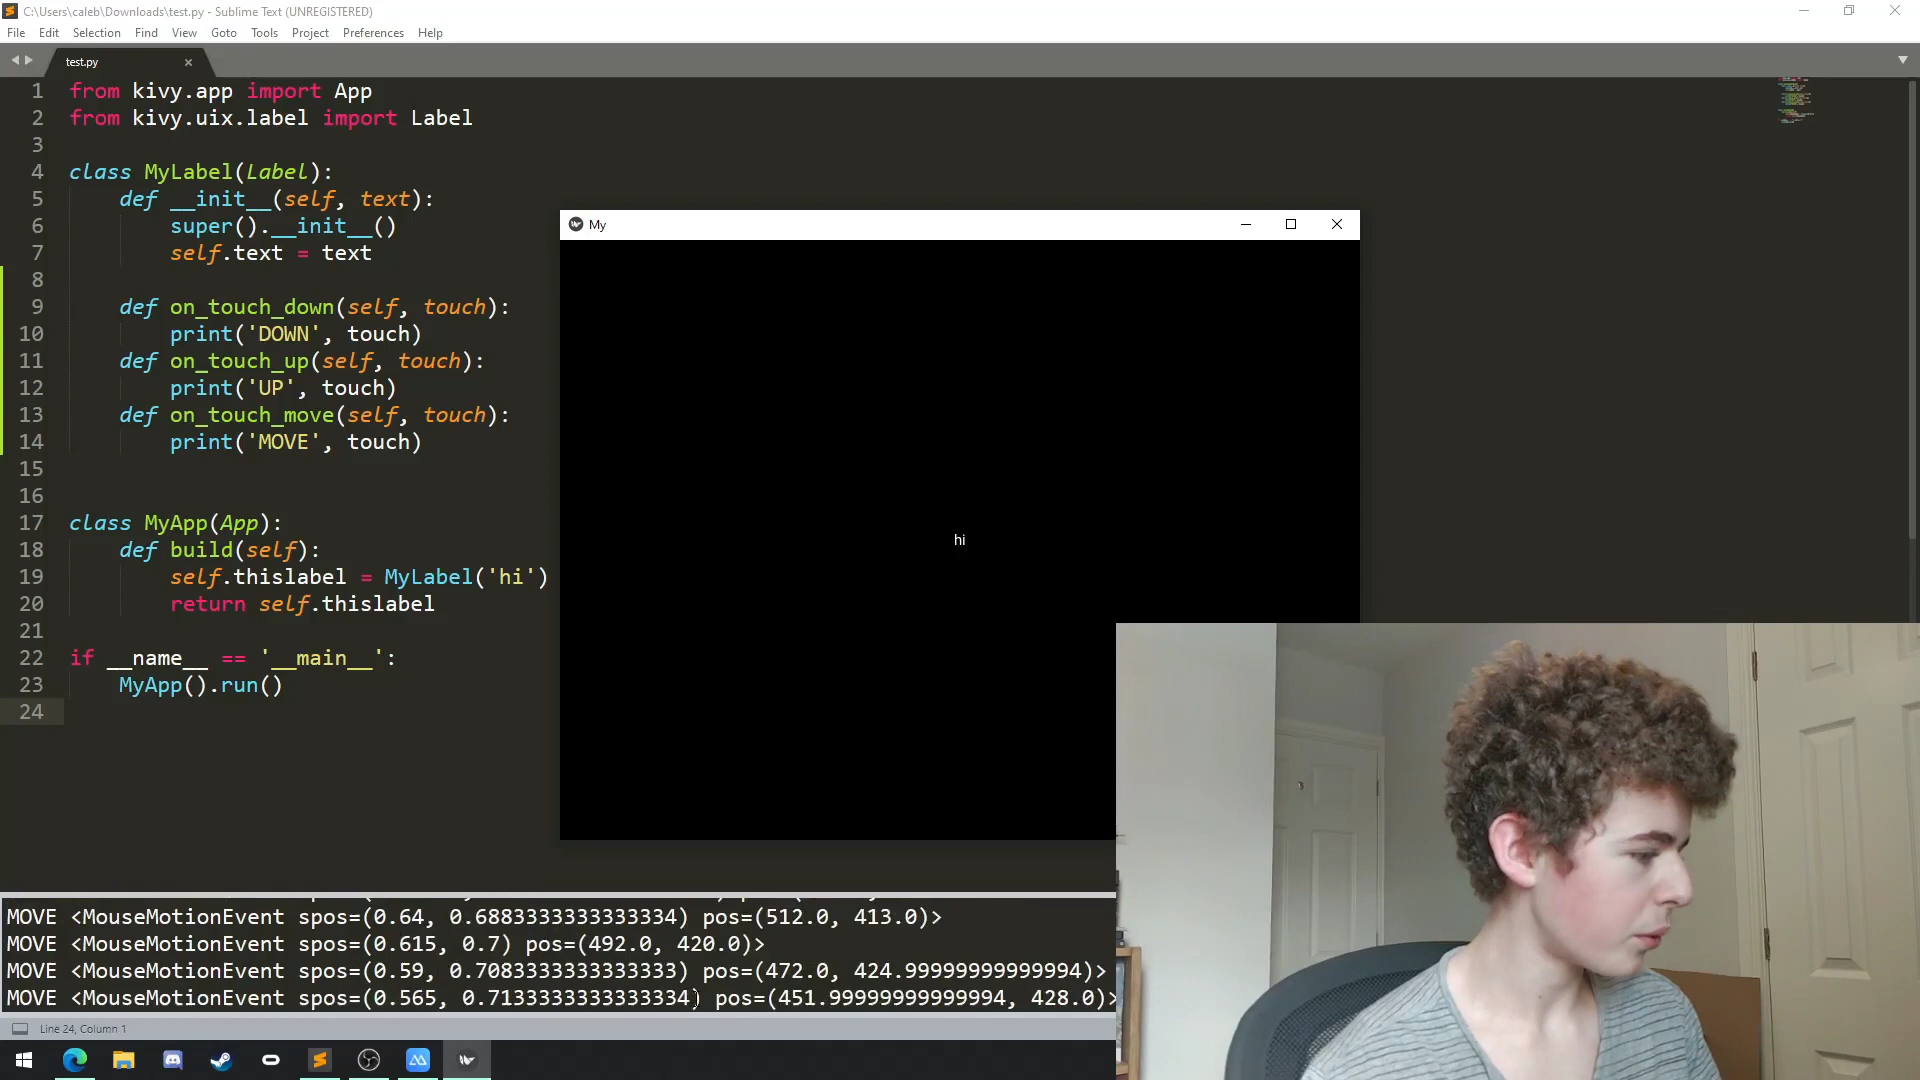 C:\Users\caleb\Downloads\test.py - Sublime Text (UNREGISTERED)
File Edit Selection Find View Goto Tools Project Preferences Help
test.py
1 from kivy.app import App
2 from kivy.uix.label import Label
3
4 class MyLabel(Label):
5 def __init__(self, text):
6 super().__init__()
7 self.text = text
8
9 def on_touch_down(self, touch):
10 print('DOWN', touch)
11 def on_touch_up(self, touch):
12 print('UP', touch)
13 def on_touch_move(self, touch):
14 print('MOVE', touch)
15
16
17 class MyApp(App):
18 def build(self):
19 self.thislabel = MyLabel('hi')
20 return self.thislabel
21
22 if __name__ == '__main__':
23 MyApp().run()
24
My
hi
MOVE <MouseMotionEvent spos=(0.64, 0.6883333333333334) pos=(512.0, 413.0)>
MOVE <MouseMotionEvent spos=(0.615, 0.7) pos=(492.0, 420.0)>
MOVE <MouseMotionEvent spos=(0.59, 0.7083333333333333) pos=(472.0, 424.99999999999994)>
MOVE <MouseMotionEvent spos=(0.565, 0.7133333333333334) pos=(451.99999999999994, 428.0)>
Line 24, Column 1